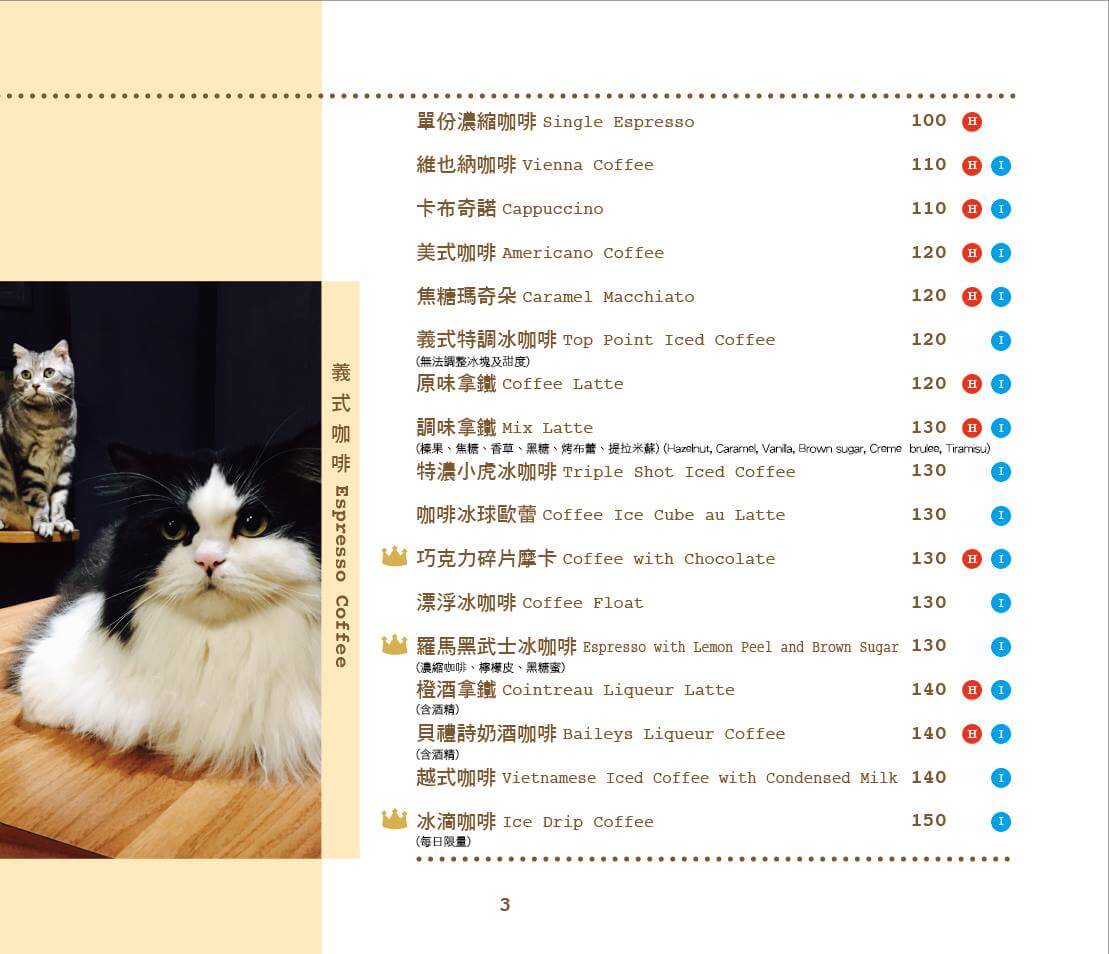 單份濃縮咖啡 Single Espresso 100 H
維也納咖啡 Vienna Coffee 110 H I
卡布奇諾 Cappuccino 110 H I
美式咖啡 Americano Coffee 120 H I
焦糖瑪奇朵 Caramel Macchiato 120 H I
義式特調冰咖啡 Top Point Iced Coffee 120 I
(無法調整冰塊及甜度)
原味拿鐵 Coffee Latte 120 H I
調味拿鐵 Mix Latte 130 H I
(榛果、焦糖、香草、黑糖、烤布蕾、提拉米蘇) (Hazelnut, Caramel, Vanilla, Brown sugar, Creme brulee, Tiramisu)
特濃小虎冰咖啡 Triple Shot Iced Coffee 130 I
咖啡冰球歐蕾 Coffee Ice Cube au Latte 130 I
巧克力碎片摩卡 Coffee with Chocolate 130 H I
漂浮冰咖啡 Coffee Float 130 I
羅馬黑武士冰咖啡 Espresso with Lemon Peel and Brown Sugar 130 I
(濃縮咖啡、檸檬皮、黑糖蜜)
橙酒拿鐵 Cointreau Liqueur Latte 140 H I
(含酒精)
貝禮詩奶酒咖啡 Baileys Liqueur Coffee 140 H I
(含酒精)
越式咖啡 Vietnamese Iced Coffee with Condensed Milk 140 I
冰滴咖啡 Ice Drip Coffee 150 I
(每日限量)
義式咖啡 Espresso Coffee
3